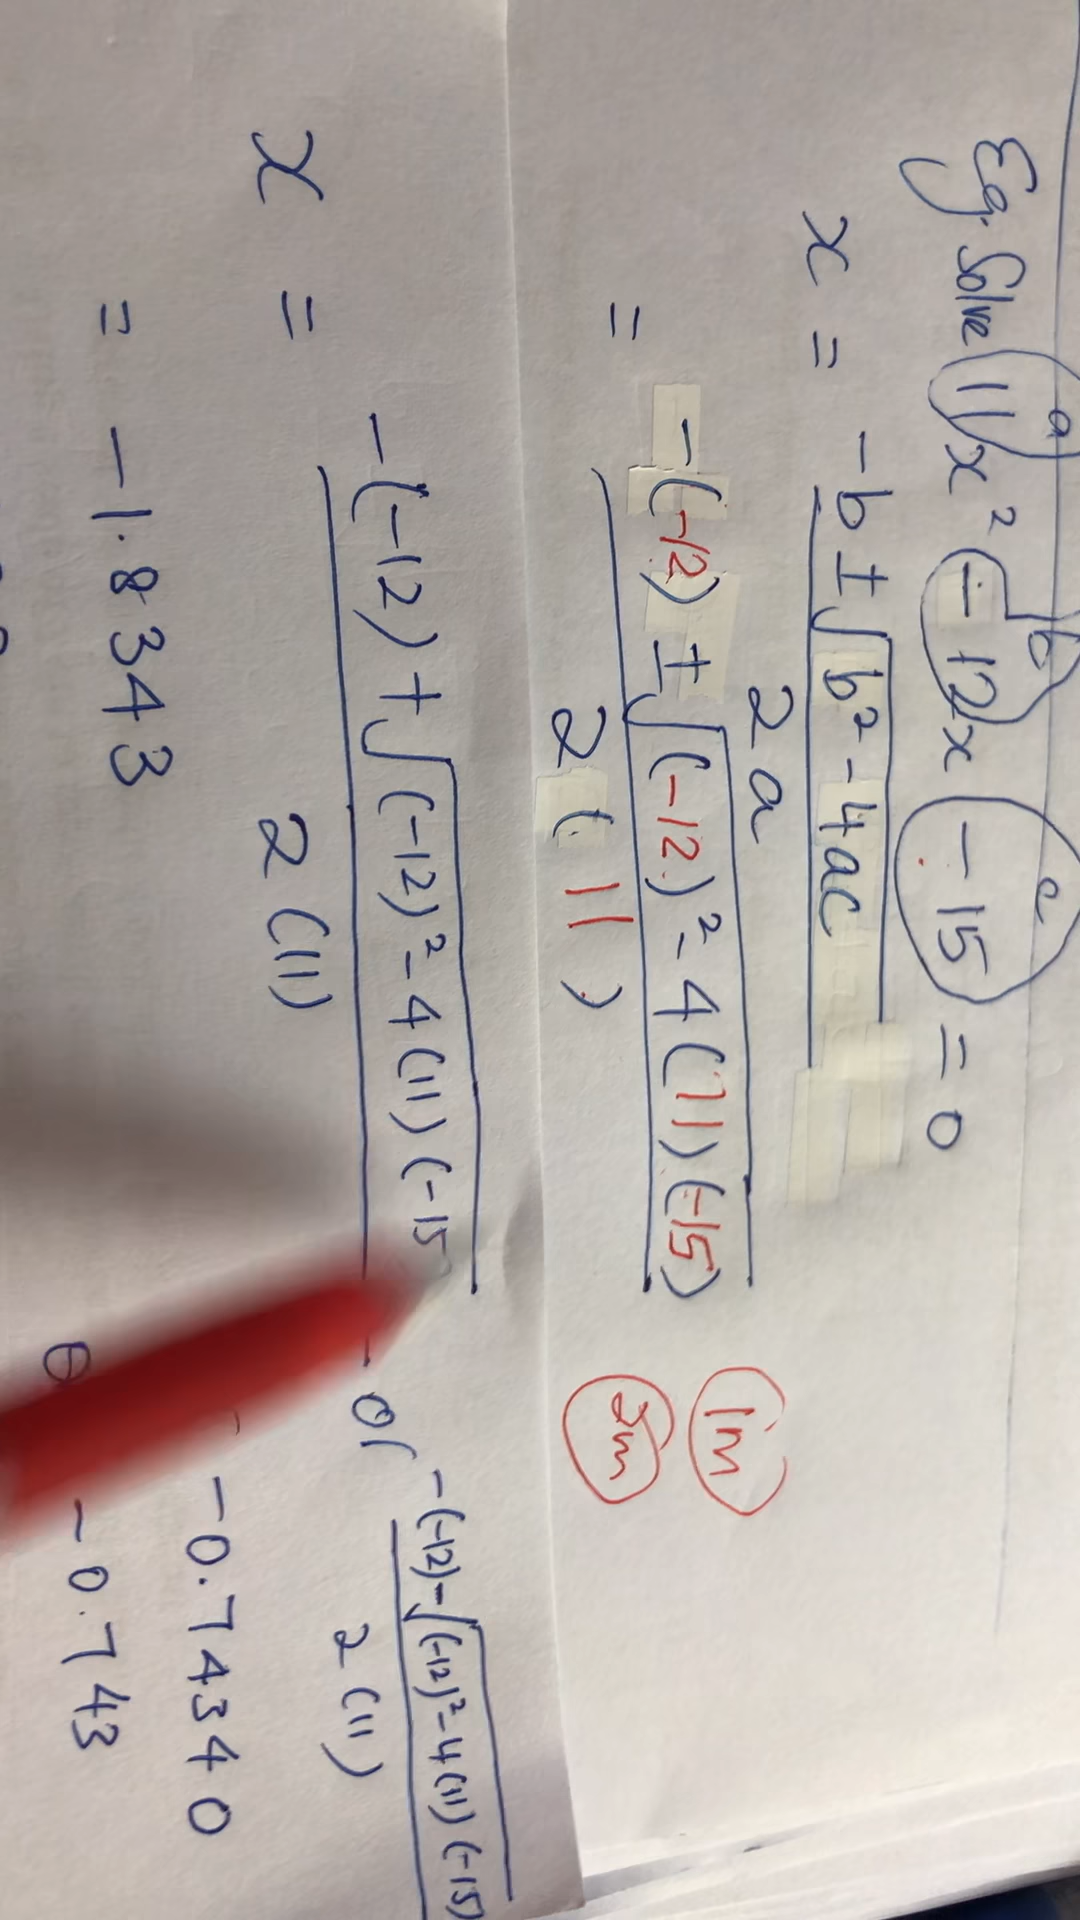 a b c
Eg. Solve 11x² - 12x - 15 = 0
x = -b ± √b² - 4ac
2a
= -(-12) ± √(-12)² - 4(11)(-15) 1m
2(11) 2m
x = -(-12) + √(-12)² - 4(11)(-15 or -(-12) - √(-12)² - 4(11)(-15)
2(11) 2(11)
= -1.8343 -0.74340
-0.743